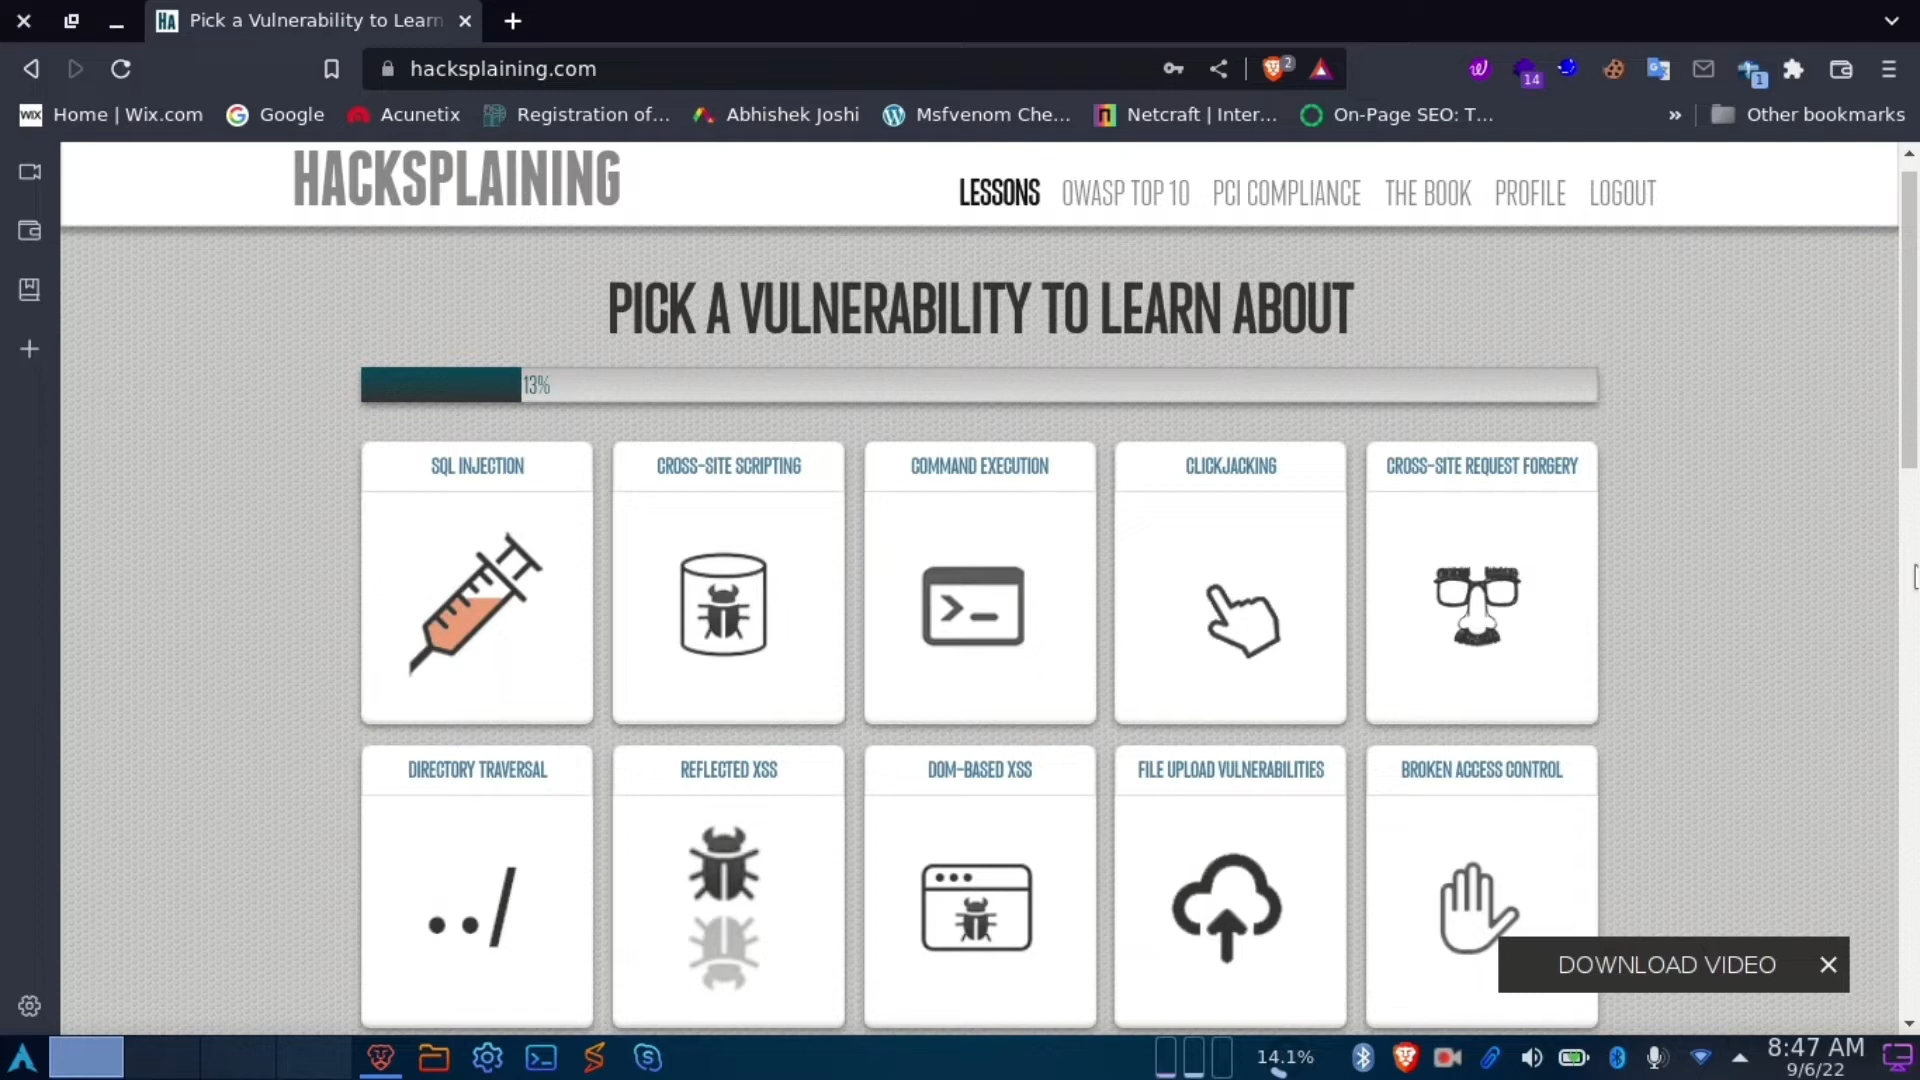 Pick a Vulnerability to Learn
hacksplaining.com
2
14
1
WIX Home | Wix.com Google Acunetix Registration of... Abhishek Joshi Msfvenom Che... Netcraft | Inter... On-Page SEO: T... » Other bookmarks
HACKSPLAINING
LESSONS OWASP TOP 10 PCI COMPLIANCE THE BOOK PROFILE LOGOUT
PICK A VULNERABILITY TO LEARN ABOUT
13%
SQL INJECTION CROSS-SITE SCRIPTING COMMAND EXECUTION CLICKJACKING CROSS-SITE REQUEST FORGERY
DIRECTORY TRAVERSAL REFLECTED XSS DOM-BASED XSS FILE UPLOAD VULNERABILITIES BROKEN ACCESS CONTROL
../
DOWNLOAD VIDEO
14.1%
8:47 AM
9/6/22